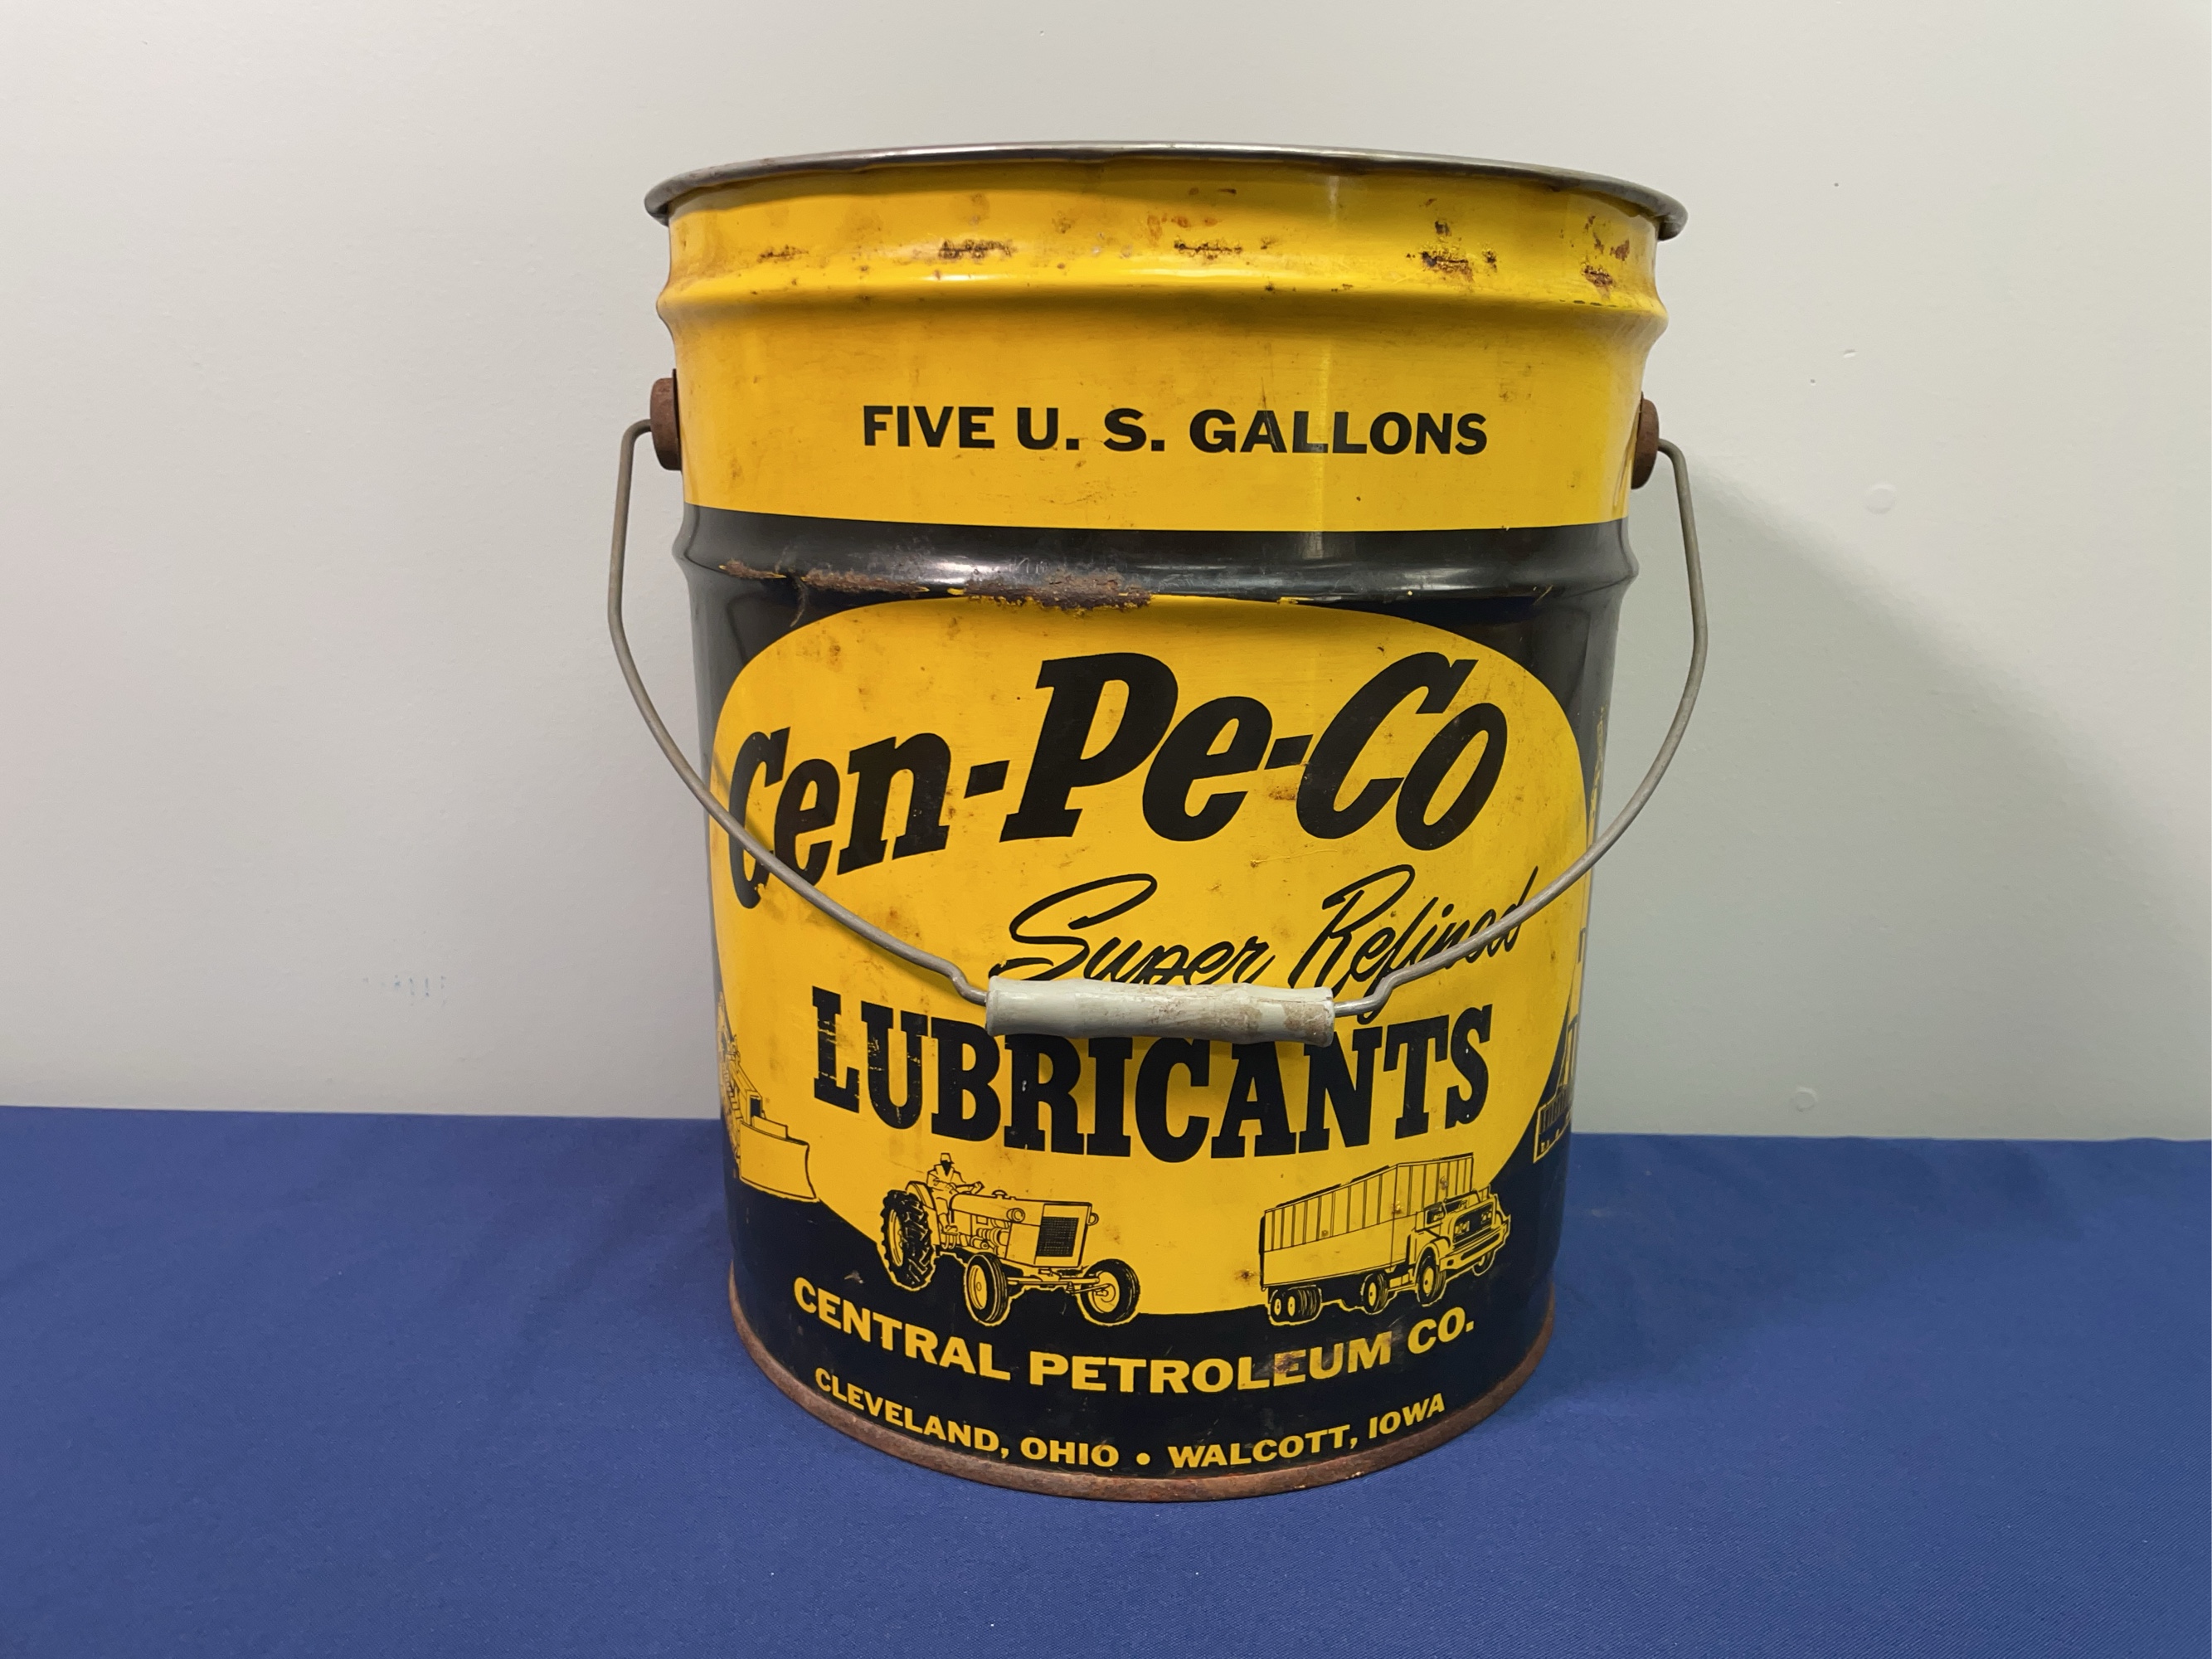 FIVE U. S. GALLONS
Cen-Pe-Co
Super Refined
LUBRICANTS
CENTRAL PETROLEUM CO.
CLEVELAND, OHIO • WALCOTT, IOWA